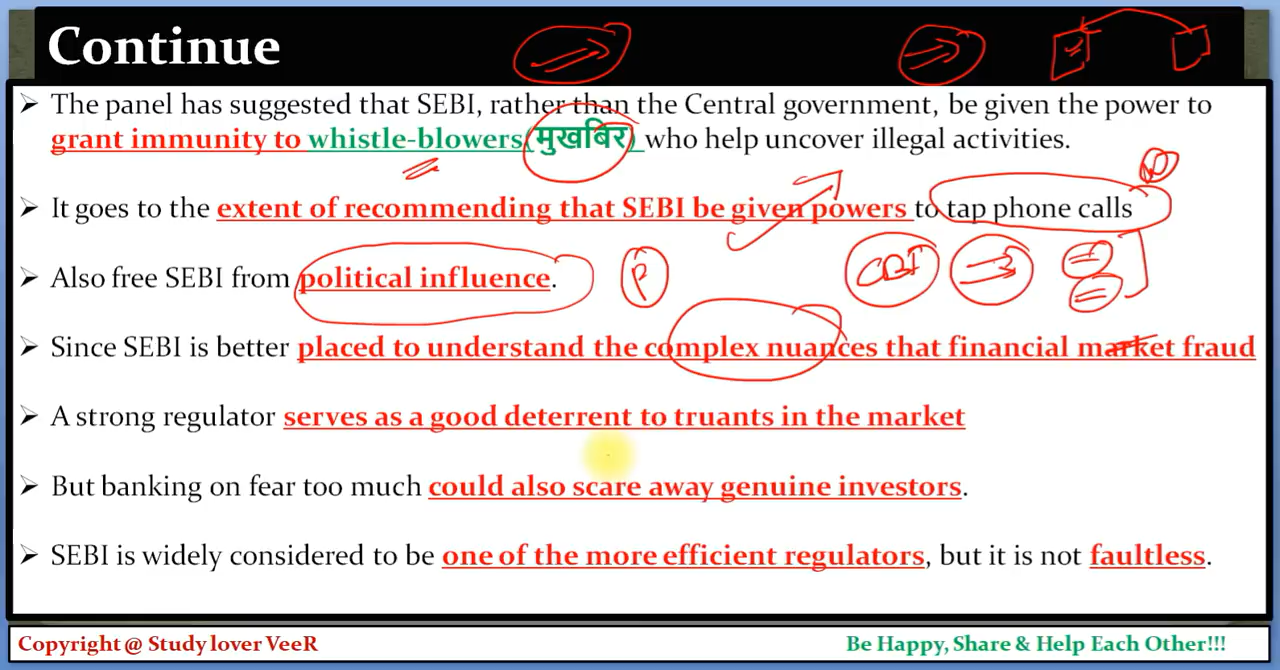 Continue
➤ The panel has suggested that SEBI, rather than the Central government, be given the power to
grant immunity to whistle-blowers(मुखबिर) who help uncover illegal activities.
➤ It goes to the extent of recommending that SEBI be given powers to tap phone calls
➤ Also free SEBI from political influence.
P CBI
➤ Since SEBI is better placed to understand the complex nuances that financial market fraud
➤ A strong regulator serves as a good deterrent to truants in the market
➤ But banking on fear too much could also scare away genuine investors.
➤ SEBI is widely considered to be one of the more efficient regulators, but it is not faultless.
Copyright @ Study lover VeeR
Be Happy, Share & Help Each Other!!!